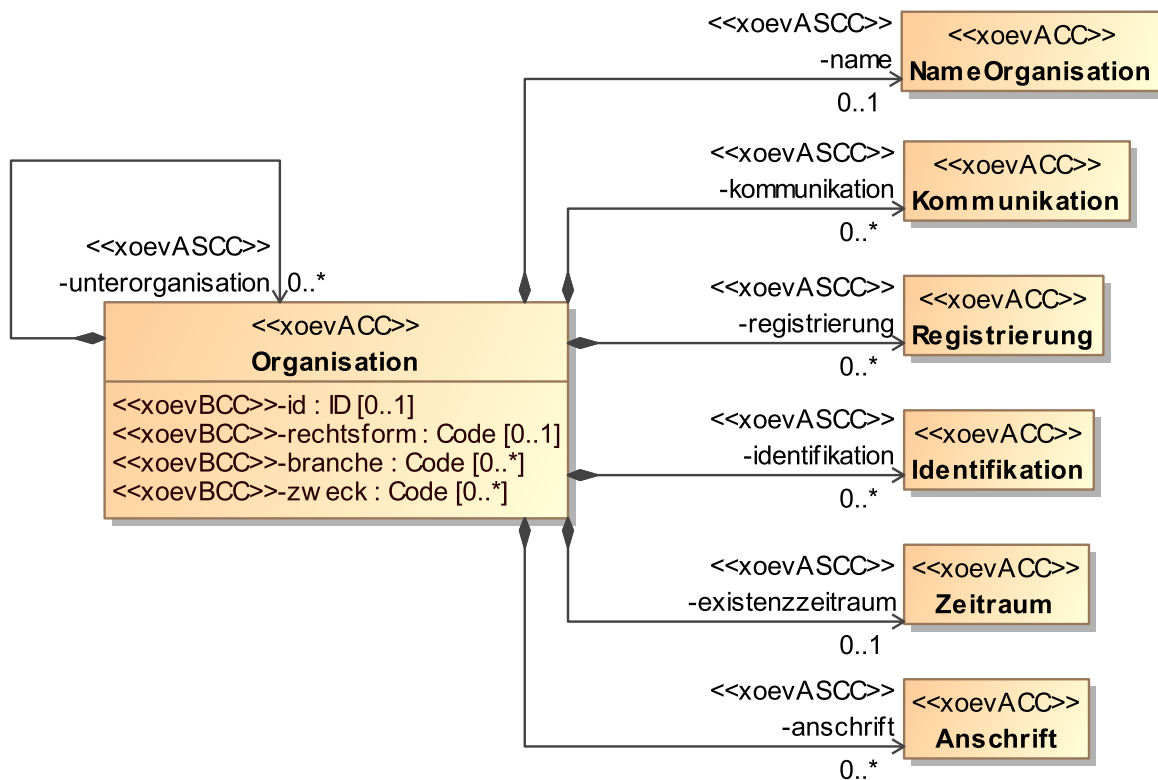 <<xoevASCC>>
-name
0..1
<<xoevACC>>
NameOrganisation
<<xoevASCC>>
-kommunikation
0..*
<<xoevACC>>
Kommunikation
<<xoevASCC>>
-unterorganisation
0..*
<<xoevACC>>
Organisation
<<xoevBCC>>-id : ID [0..1]
<<xoevBCC>>-rechtsform : Code [0..1]
<<xoevBCC>>-branche : Code [0..*]
<<xoevBCC>>-zweck : Code [0..*]
<<xoevASCC>>
-registrierung
0..*
<<xoevACC>>
Registrierung
<<xoevASCC>>
-identifikation
0..*
<<xoevACC>>
Identifikation
<<xoevASCC>>
-existenzzeitraum
0..1
<<xoevACC>>
Zeitraum
<<xoevASCC>>
-anschrift
0..*
<<xoevACC>>
Anschrift